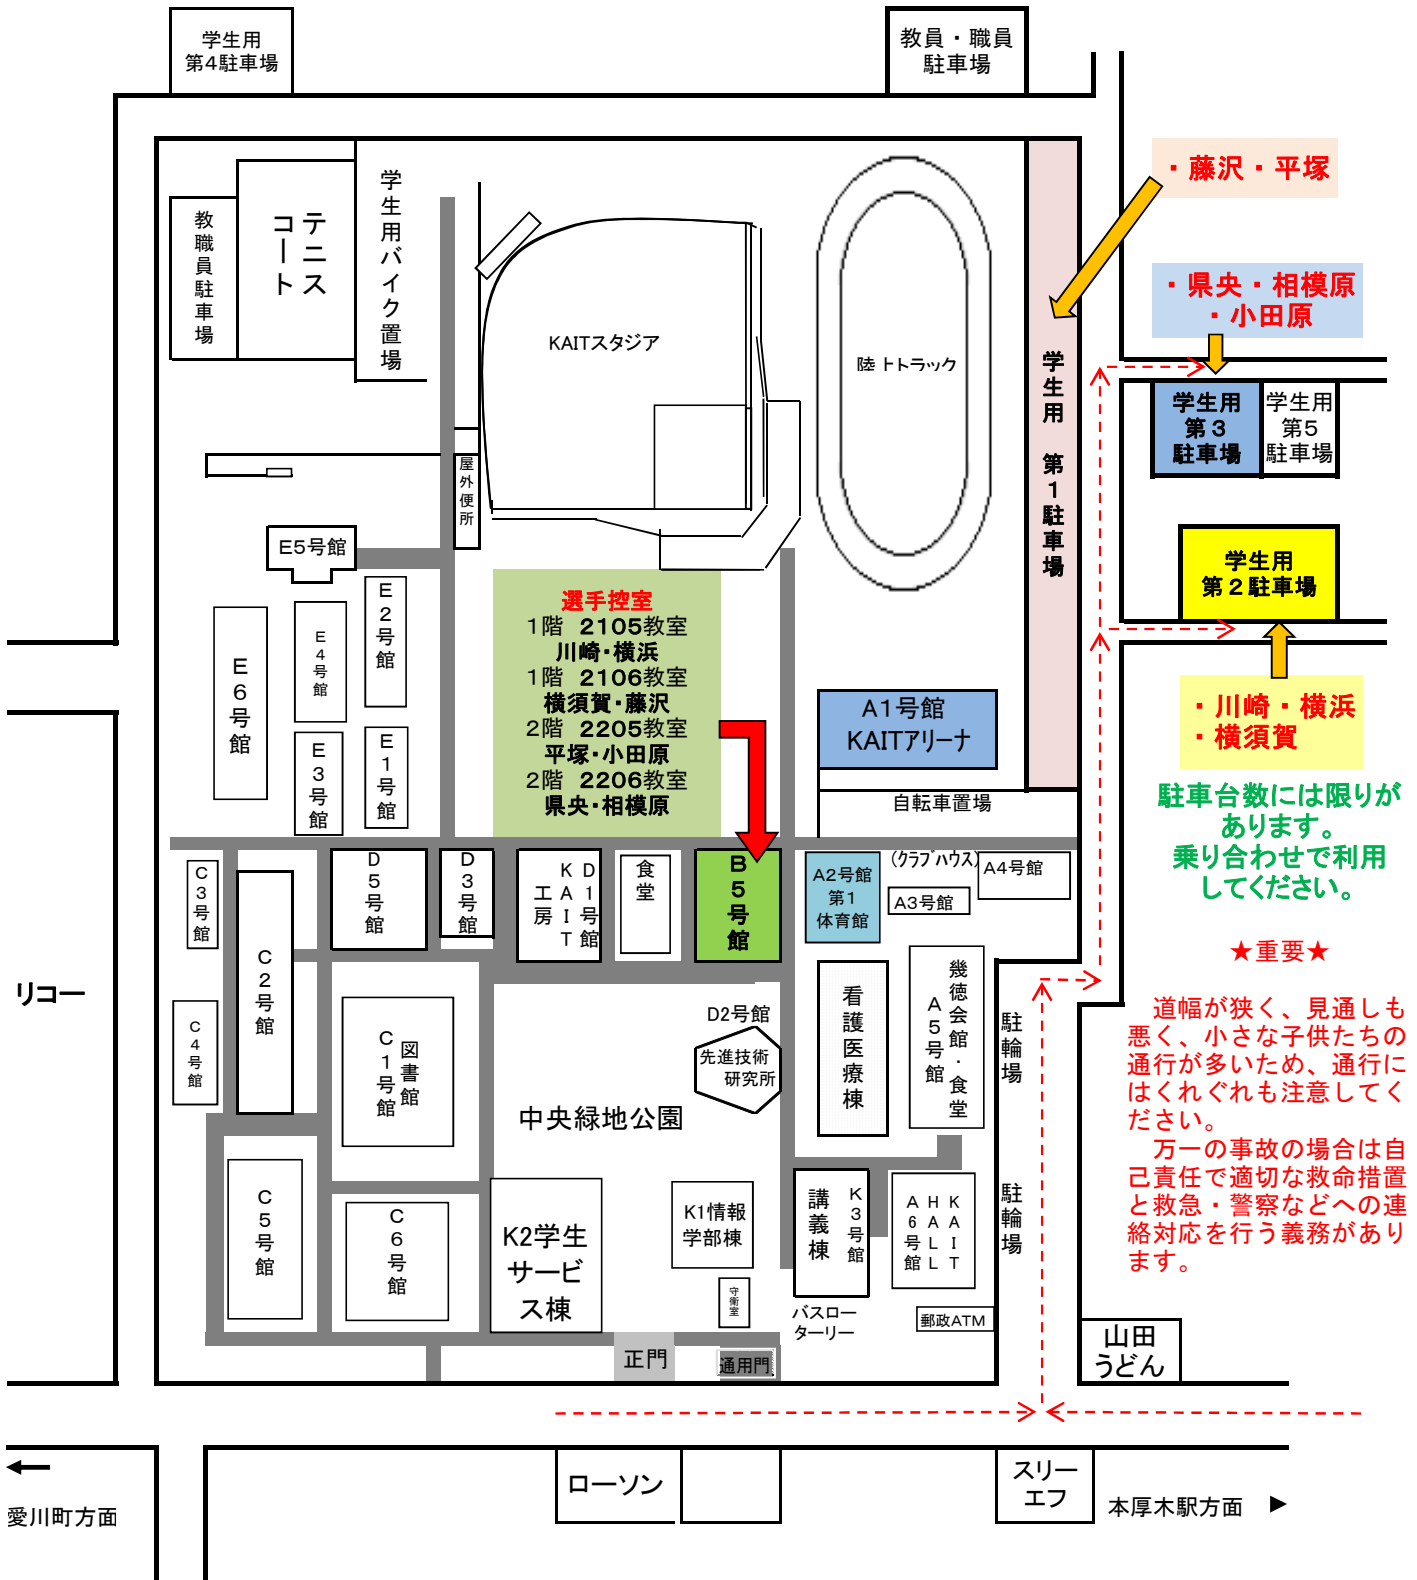 学生用
第4駐車場
教員・職員
駐車場
・藤沢・平塚
教職員駐車場
テニス
コート
学生用バイク置場
KAITスタジア
陸上トラック
学生用　第1駐車場
・県央・相模原
・小田原
学生用
第3
駐車場
学生用
第5
駐車場
屋外便所
E5号館
学生用
第2駐車場
選手控室
1階　2105教室
川崎・横浜
1階　2106教室
横須賀・藤沢
2階　2205教室
平塚・小田原
2階　2206教室
県央・相模原
E2号館
E4号館
E6号館
E3号館
E1号館
A1号館
KAITアリーナ
自転車置場
・川崎・横浜
・横須賀
駐車台数には限りが
あります。
乗り合わせで利用
してください。
C3号館
D5号館
D3号館
D1号館
KAIT
工房
食堂
B5号館
(クラブハウス)
A2号館
第1
体育館
A3号館
A4号館
★重要★
リコー
C2号館
C4号館
図書館
C1号館
D2号館
先進技術
研究所
看護医療棟
幾徳会館・食堂
A5号館
駐輪場
道幅が狭く、見通しも
悪く、小さな子供たちの
通行が多いため、通行に
はくれぐれも注意してく
ださい。
万一の事故の場合は自
己責任で適切な救命措置
と救急・警察などへの連
絡対応を行う義務があり
ます。
中央緑地公園
C5号館
C6号館
K2学生
サービ
ス棟
K1情報
学部棟
守衛室
K3号館
講義棟
KAIT
HALL
A6号館
駐輪場
バスロー
ターリー
郵政ATM
正門
通用門
山田
うどん
ローソン
スリー
エフ
愛川町方面
本厚木駅方面